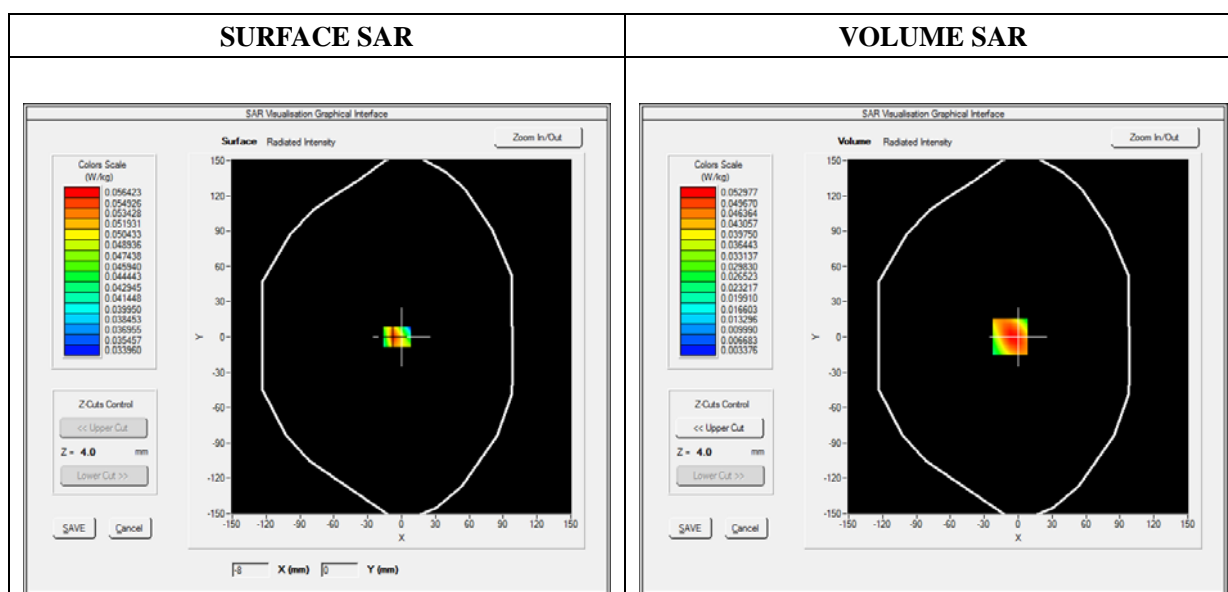 SURFACE SAR
VOLUME SAR
SAR Visualisation Graphical Interface
Surface Radiated Intensity
Zoom In/Out
Colors Scale
(W/kg)
0.056423
0.054926
0.053428
0.051931
0.050433
0.048936
0.047438
0.045940
0.044443
0.042945
0.041448
0.039950
0.038453
0.036955
0.035457
0.033960
Z-Cuts Control
<< Upper Cut
Z = 4.0 mm
Lower Cut >>
SAVE Cancel
150
120
90
60
30
0
-30
-60
-90
-120
-150
Y
-150 -120 -90 -60 -30 0 30 60 90 120 150
X
-8 X (mm) 0 Y (mm)
SAR Visualisation Graphical Interface
Volume Radiated Intensity
Zoom In/Out
Colors Scale
(W/kg)
0.052977
0.049670
0.046364
0.043057
0.039750
0.036443
0.033137
0.029830
0.026523
0.023217
0.019910
0.016603
0.013296
0.009990
0.006683
0.003376
Z-Cuts Control
<< Upper Cut
Z = 4.0 mm
Lower Cut >>
SAVE Cancel
150
120
90
60
30
0
-30
-60
-90
-120
-150
Y
-150 -120 -90 -60 -30 0 30 60 90 120 150
X